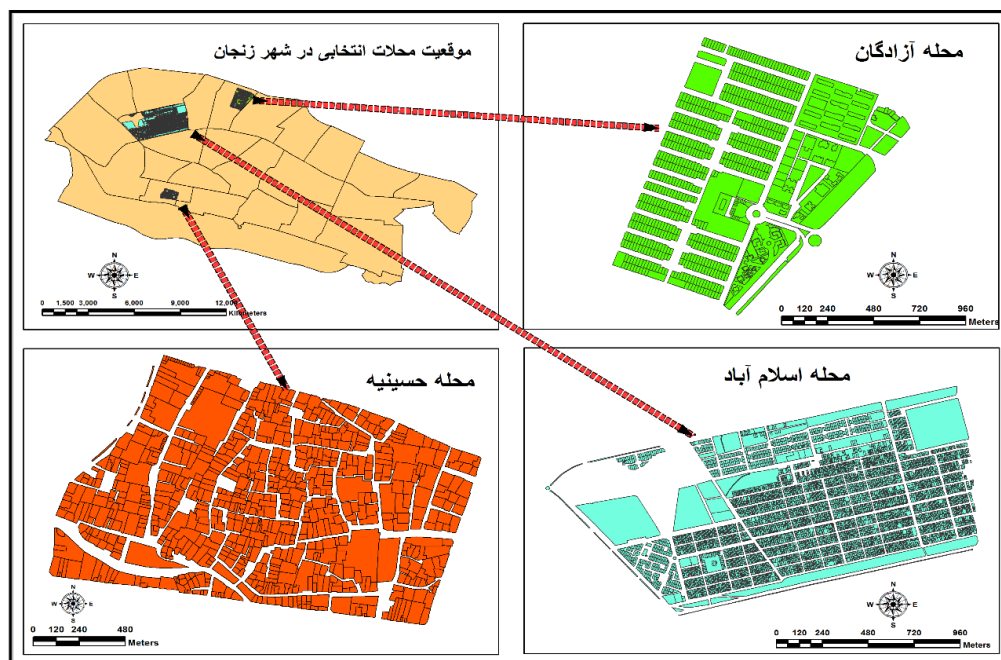 موقعیت محلات انتخابی در شهر زنجان
N
W E
S
0 1,500 3,000 6,000 9,000 12,000
Kilometers
محله آزادگان
N
W E
S
0 120 240 480 720 960
Meters
محله حسینیه
N
W E
S
0 120 240 480
Meters
محله اسلام آباد
N
W E
S
0 120 240 480 720 960
Meters